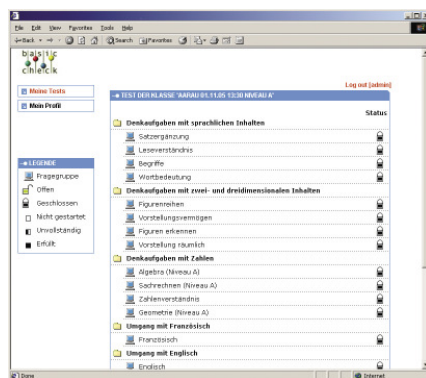 File Edit View Favorites Tools Help
Back Search Favorites
b|a|s|i|c
c|h|e|c|k
Log out [admin]
Meine Tests
Mein Profil
TEST DER KLASSE 'AARAU 01.11.05 13:30 NIVEAU A'
Status
Denkaufgaben mit sprachlichen Inhalten
Satzergänzung
Leseverständnis
Begriffe
Wortbedeutung
Denkaufgaben mit zwei- und dreidimensionalen Inhalten
Figurenreihen
Vorstellungsvermögen
Figuren erkennen
Vorstellung räumlich
Denkaufgaben mit Zahlen
Algebra (Niveau A)
Sachrechnen (Niveau A)
Zahlenverständnis
Geometrie (Niveau A)
Umgang mit Französisch
Französisch
Umgang mit Englisch
Englisch
LEGENDE
Fragegruppe
Offen
Geschlossen
Nicht gestartet
Unvollständig
Erfüllt
Done
Internet